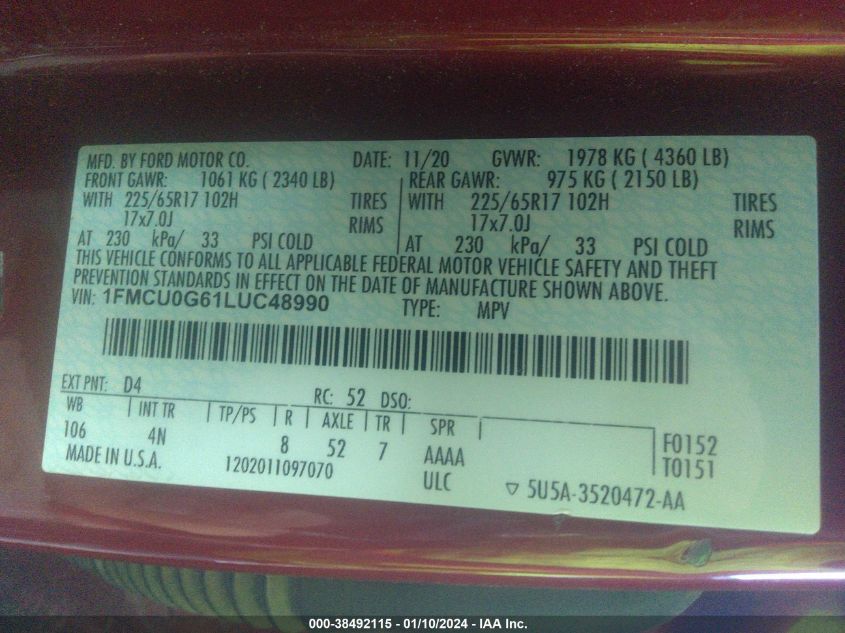 MFD. BY FORD MOTOR CO. DATE: 11/20 GVWR: 1978 KG ( 4360 LB)
FRONT GAWR: 1061 KG ( 2340 LB) REAR GAWR: 975 KG ( 2150 LB)
WITH 225/65R17 102H TIRES WITH 225/65R17 102H TIRES
17x7.0J RIMS 17x7.0J RIMS
AT 230 kPa/ 33 PSI COLD AT 230 kPa/ 33 PSI COLD
THIS VEHICLE CONFORMS TO ALL APPLICABLE FEDERAL MOTOR VEHICLE SAFETY AND THEFT
PREVENTION STANDARDS IN EFFECT ON THE DATE OF MANUFACTURE SHOWN ABOVE.
VIN: 1FMCU0G61LUC48990 TYPE: MPV
EXT PNT: D4 RC: 52 DSO:
WB INT TR TP/PS R AXLE TR SPR
106 4N 8 52 7 AAAA F0152
MADE IN U.S.A. 1202011097070 ULC T0151
▽ 5U5A-3520472-AA
000-38492115 - 01/10/2024 - IAA Inc.